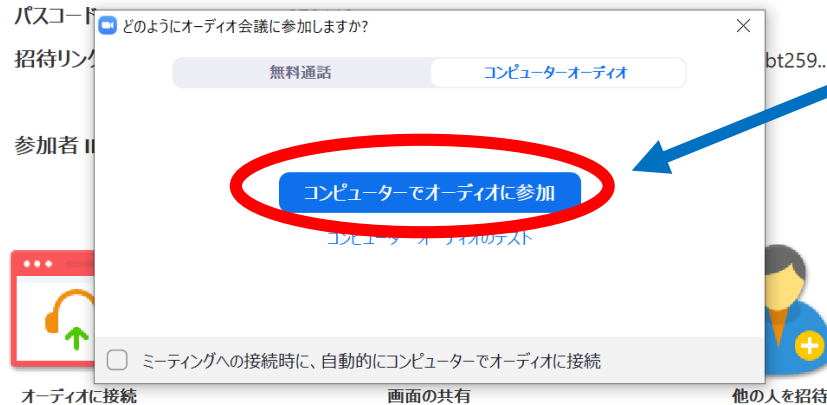 パスコード
どのようにオーディオ会議に参加しますか?
招待リンク
bt259...
無料通話
コンピューターオーディオ
参加者
コンピューターでオーディオに参加
コンピューター オーディオのテスト
ミーティングへの接続時に、自動的にコンピューターでオーディオに接続
オーディオに接続
画面の共有
他の人を招待